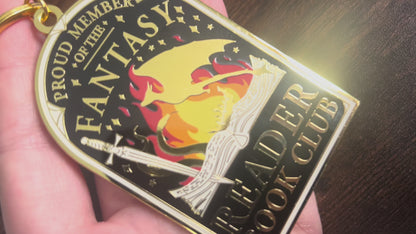 PROUD MEMBER
OF THE
FANTASY
READER
BOOK CLUB